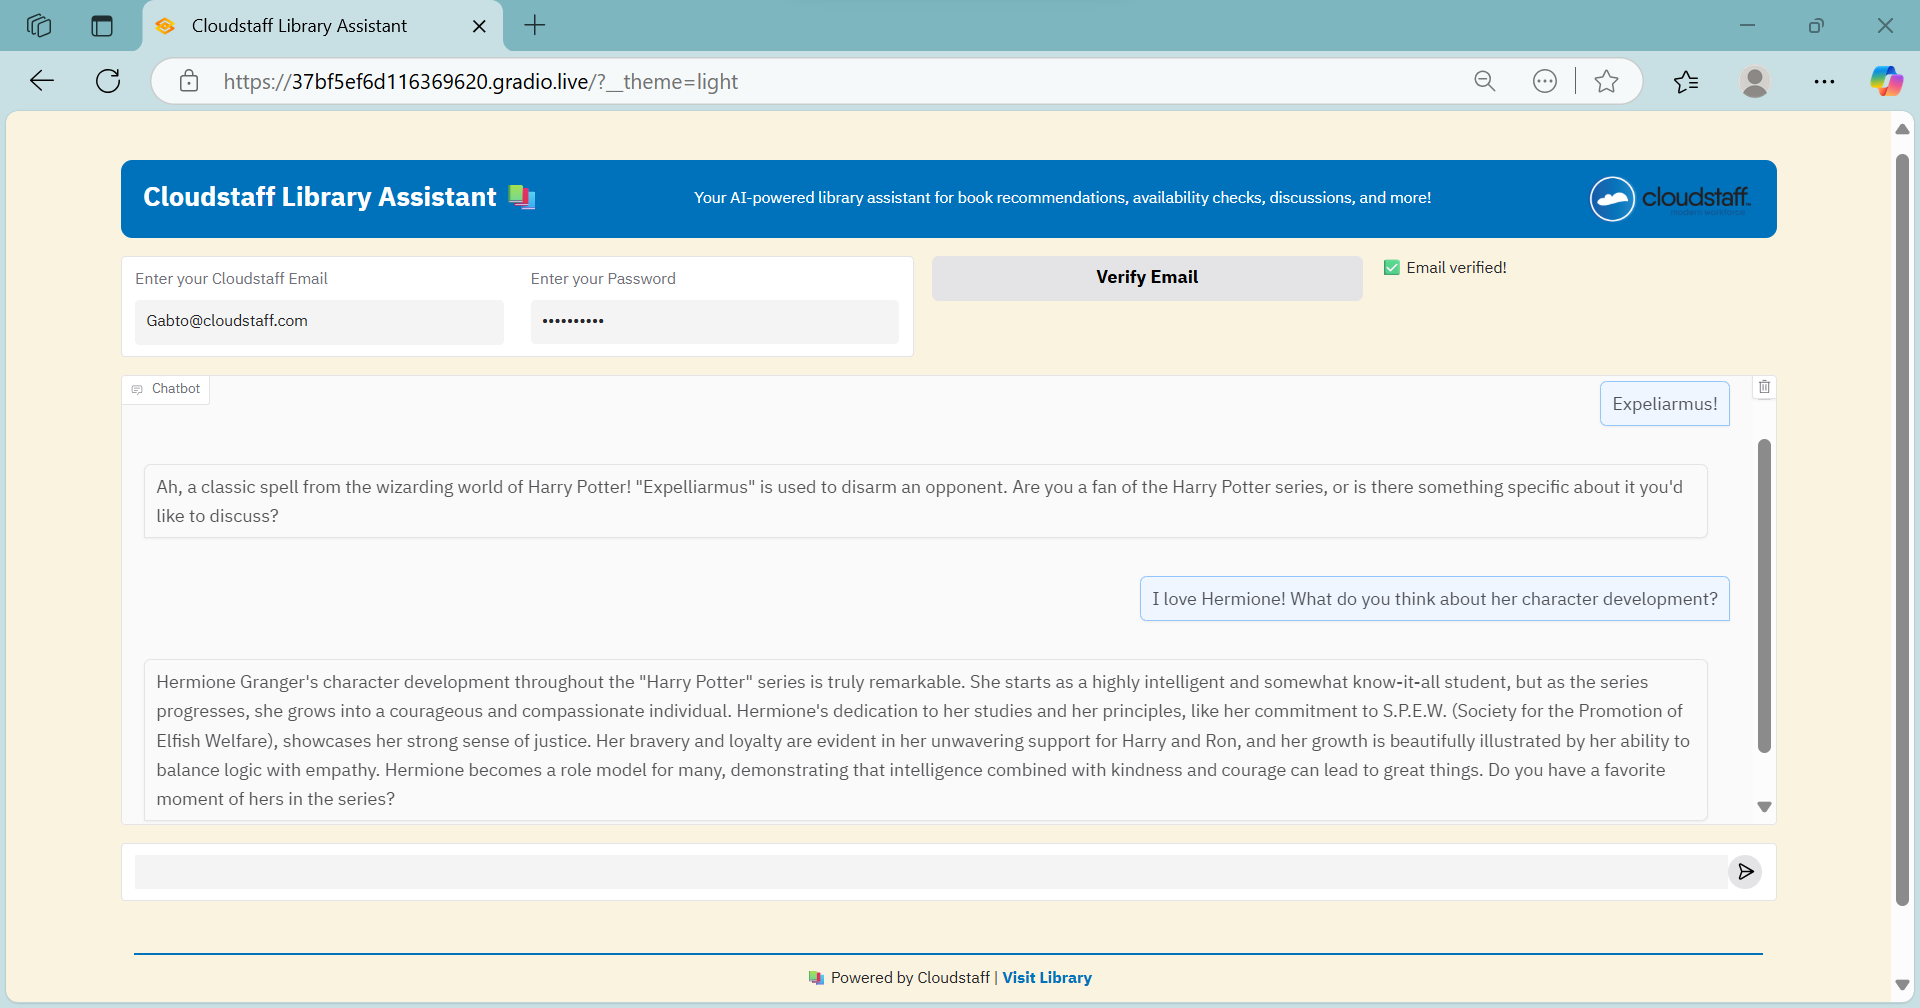 Cloudstaff Library Assistant
https://37bf5ef6d116369620.gradio.live/?__theme=light
Cloudstaff Library Assistant
Your AI-powered library assistant for book recommendations, availability checks, discussions, and more!
cloudstaff
modern workforce
Enter your Cloudstaff Email
Enter your Password
Verify Email
Email verified!
Gabto@cloudstaff.com
••••••••••
Chatbot
Expeliarmus!
Ah, a classic spell from the wizarding world of Harry Potter! "Expelliarmus" is used to disarm an opponent. Are you a fan of the Harry Potter series, or is there something specific about it you'd
like to discuss?
I love Hermione! What do you think about her character development?
Hermione Granger's character development throughout the "Harry Potter" series is truly remarkable. She starts as a highly intelligent and somewhat know-it-all student, but as the series
progresses, she grows into a courageous and compassionate individual. Hermione's dedication to her studies and her principles, like her commitment to S.P.E.W. (Society for the Promotion of
Elfish Welfare), showcases her strong sense of justice. Her bravery and loyalty are evident in her unwavering support for Harry and Ron, and her growth is beautifully illustrated by her ability to
balance logic with empathy. Hermione becomes a role model for many, demonstrating that intelligence combined with kindness and courage can lead to great things. Do you have a favorite
moment of hers in the series?
Powered by Cloudstaff | Visit Library